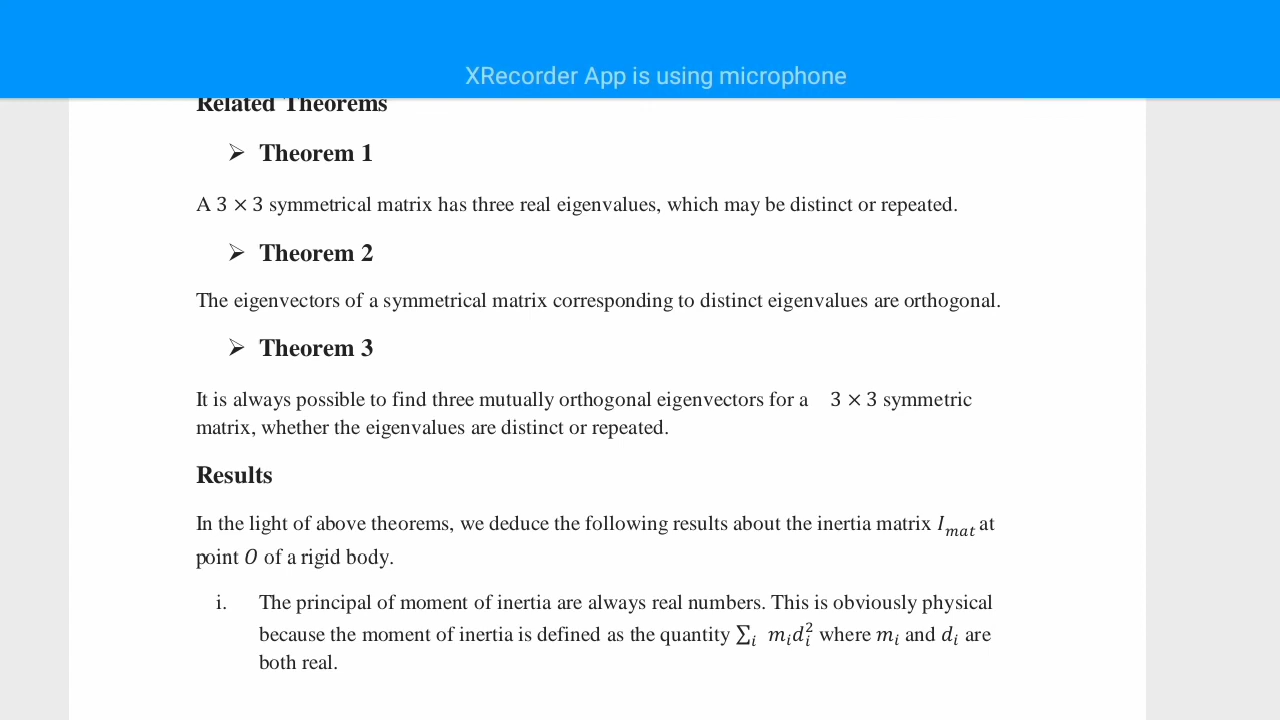 XRecorder App is using microphone
Related Theorems
➢ Theorem 1
A 3 × 3 symmetrical matrix has three real eigenvalues, which may be distinct or repeated.
➢ Theorem 2
The eigenvectors of a symmetrical matrix corresponding to distinct eigenvalues are orthogonal.
➢ Theorem 3
It is always possible to find three mutually orthogonal eigenvectors for a 3 × 3 symmetric
matrix, whether the eigenvalues are distinct or repeated.
Results
In the light of above theorems, we deduce the following results about the inertia matrix I_{mat} at
point O of a rigid body.
i. The principal of moment of inertia are always real numbers. This is obviously physical
because the moment of inertia is defined as the quantity ∑_i m_i d_i^2 where m_i and d_i are
both real.